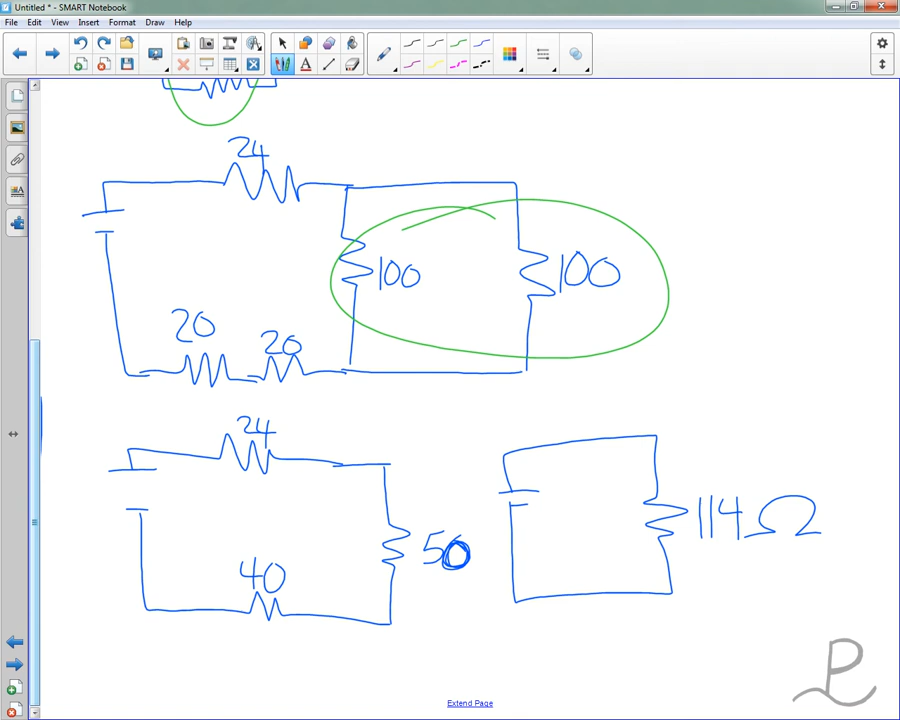 Untitled * - SMART Notebook
File Edit View Insert Format Draw Help
24
100
100
20
20
24
50
40
114Ω
Extend Page